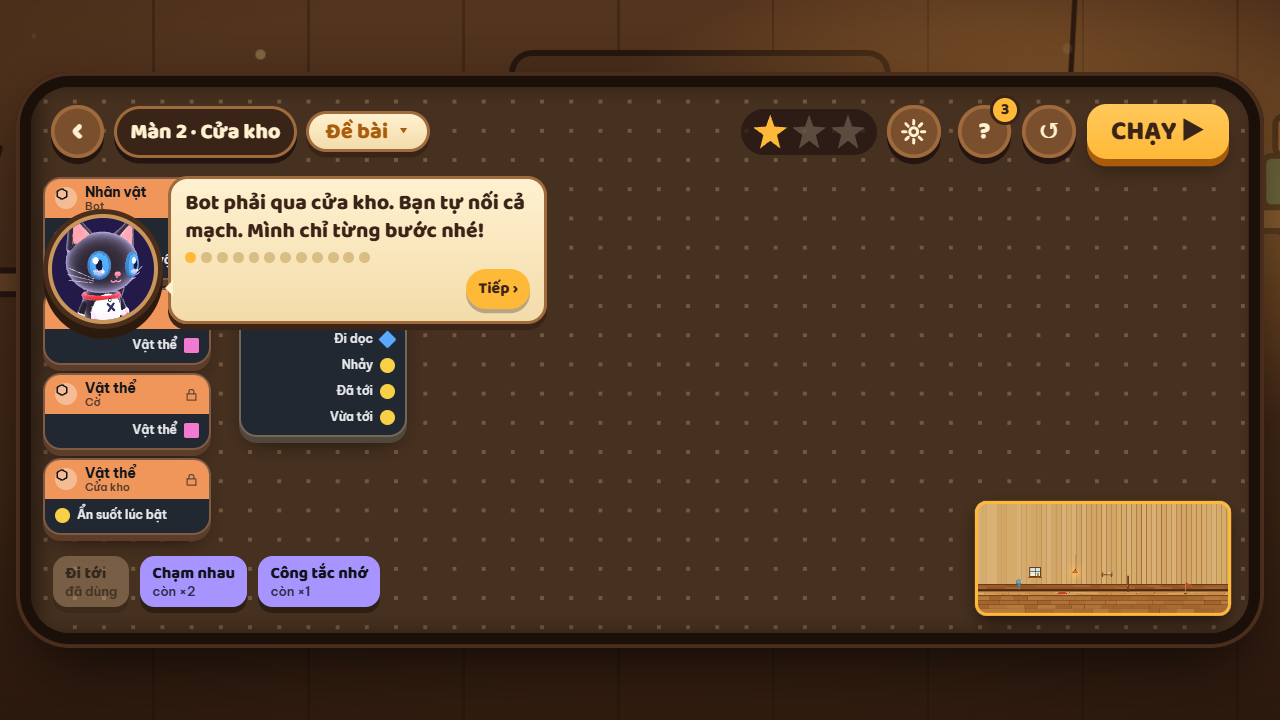 Màn 2 • Cửa kho
Đề bài
3
?
CHẠY
Nhân vật
Bot
Bot phải qua cửa kho. Bạn tự nối cả
mạch. Mình chỉ từng bước nhé!
Tiếp ›
Vật thể
Vật thể
Cờ
Vật thể
Vật thể
Cửa kho
Ẩn suốt lúc bật
Đi dọc
Nhảy
Đã tới
Vừa tới
Đi tới
đã dùng
Chạm nhau
còn ×2
Công tắc nhớ
còn ×1